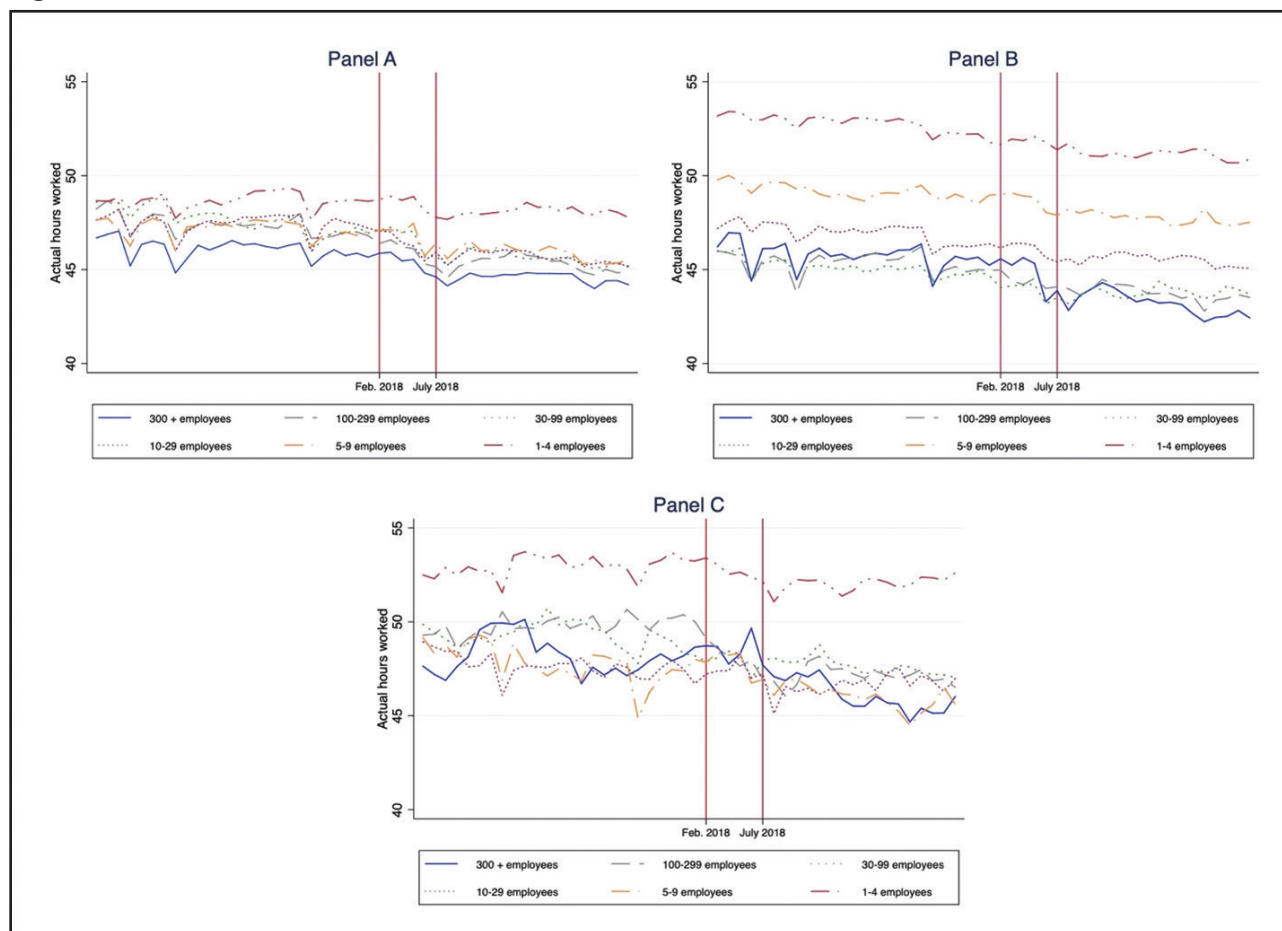 Panel A
Actual hours worked
55
50
45
40
Feb. 2018 July 2018
300 + employees 100-299 employees 30-99 employees
10-29 employees 5-9 employees 1-4 employees
Panel B
Actual hours worked
55
50
45
40
Feb. 2018 July 2018
300 + employees 100-299 employees 30-99 employees
10-29 employees 5-9 employees 1-4 employees
Panel C
Actual hours worked
55
50
45
40
Feb. 2018 July 2018
300 + employees 100-299 employees 30-99 employees
10-29 employees 5-9 employees 1-4 employees